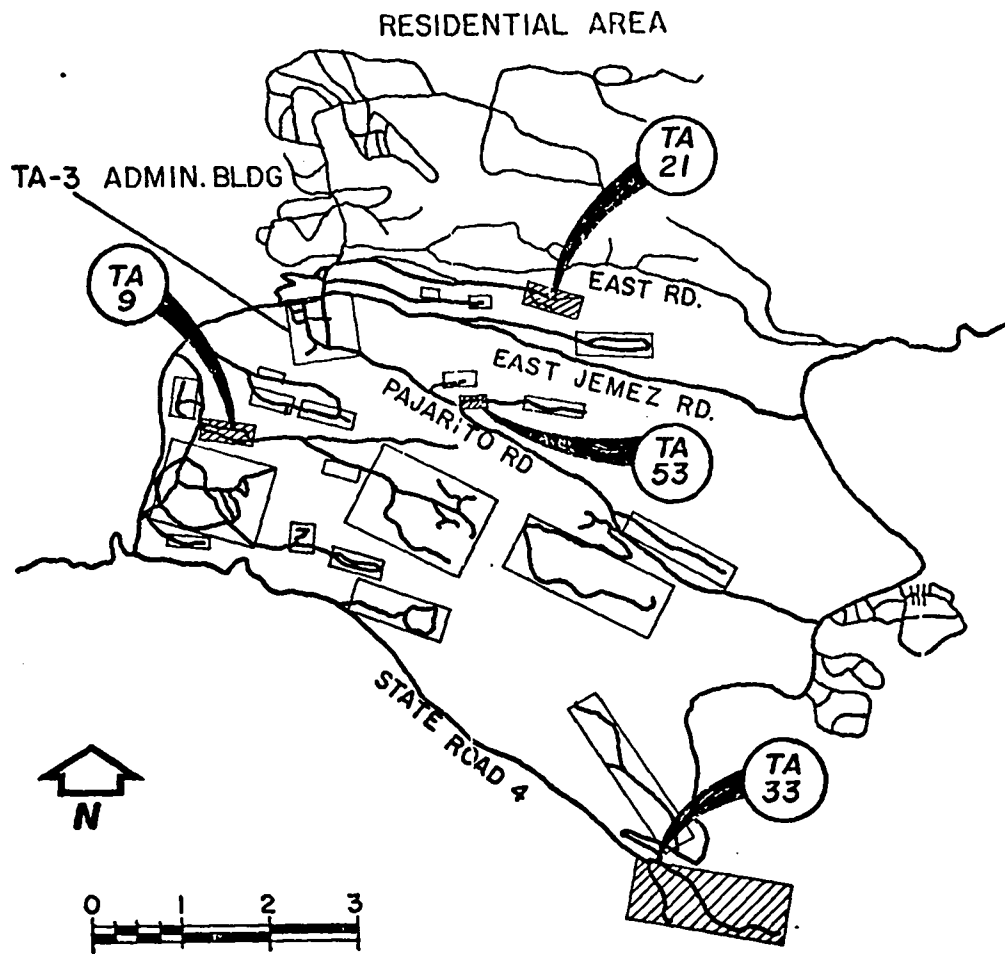 RESIDENTIAL AREA
TA
21
TA-3 ADMIN. BLDG
TA
9
EAST RD.
EAST JEMEZ RD.
PAJARITO RD
TA
53
STATE ROAD 4
TA
33
N
0 1 2 3